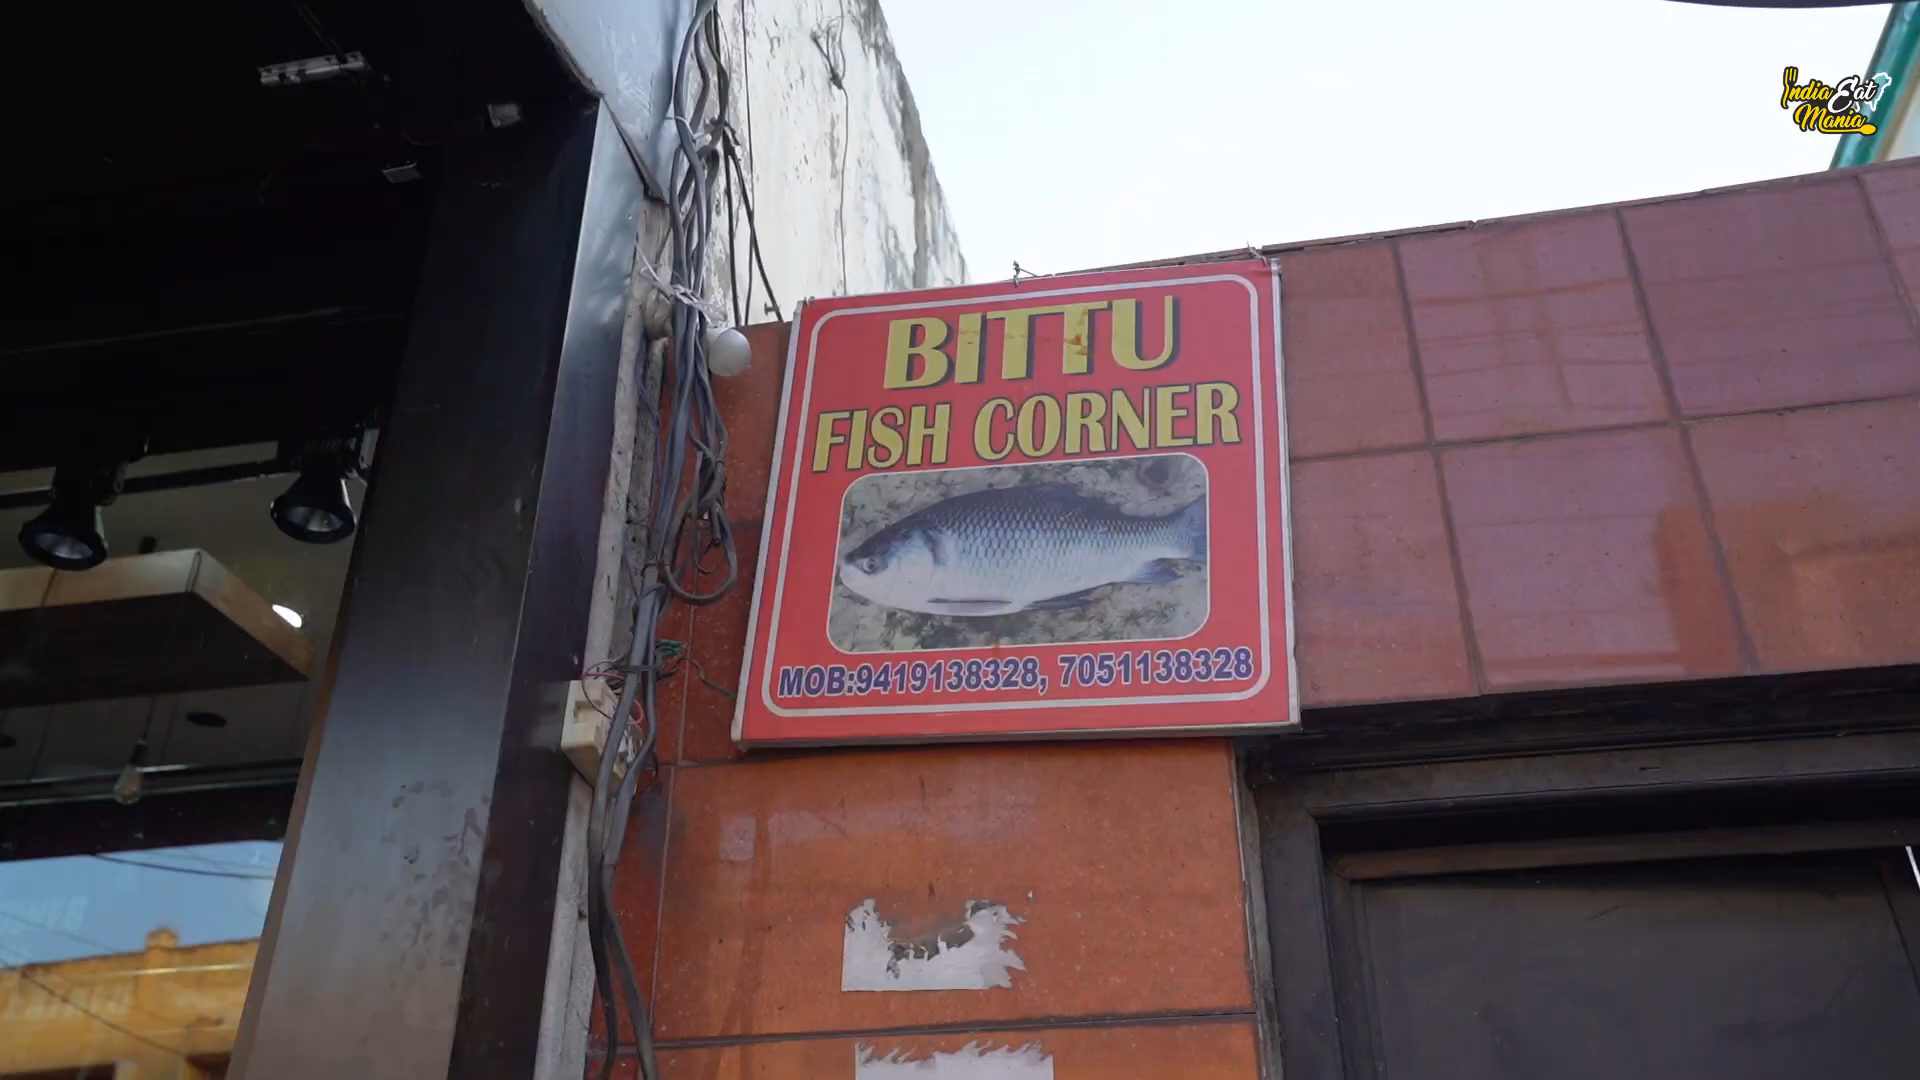 India Eat
Mania
BITTU
FISH CORNER
MOB:9419138328, 7051138328